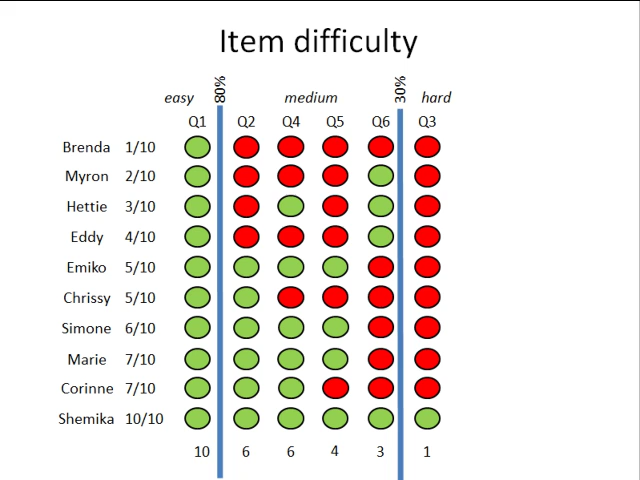 Item difficulty
easy 80% medium 30% hard
Q1 Q2 Q4 Q5 Q6 Q3
Brenda 1/10
Myron 2/10
Hettie 3/10
Eddy 4/10
Emiko 5/10
Chrissy 5/10
Simone 6/10
Marie 7/10
Corinne 7/10
Shemika 10/10
10 6 6 4 3 1